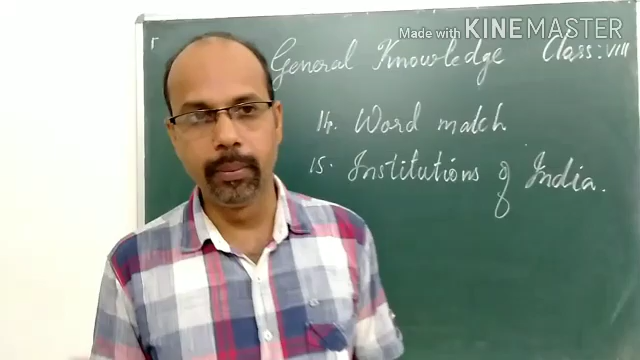 Made with KINEMASTER
General Knowledge Class: VIII
14. Word match
15. Institutions of India.